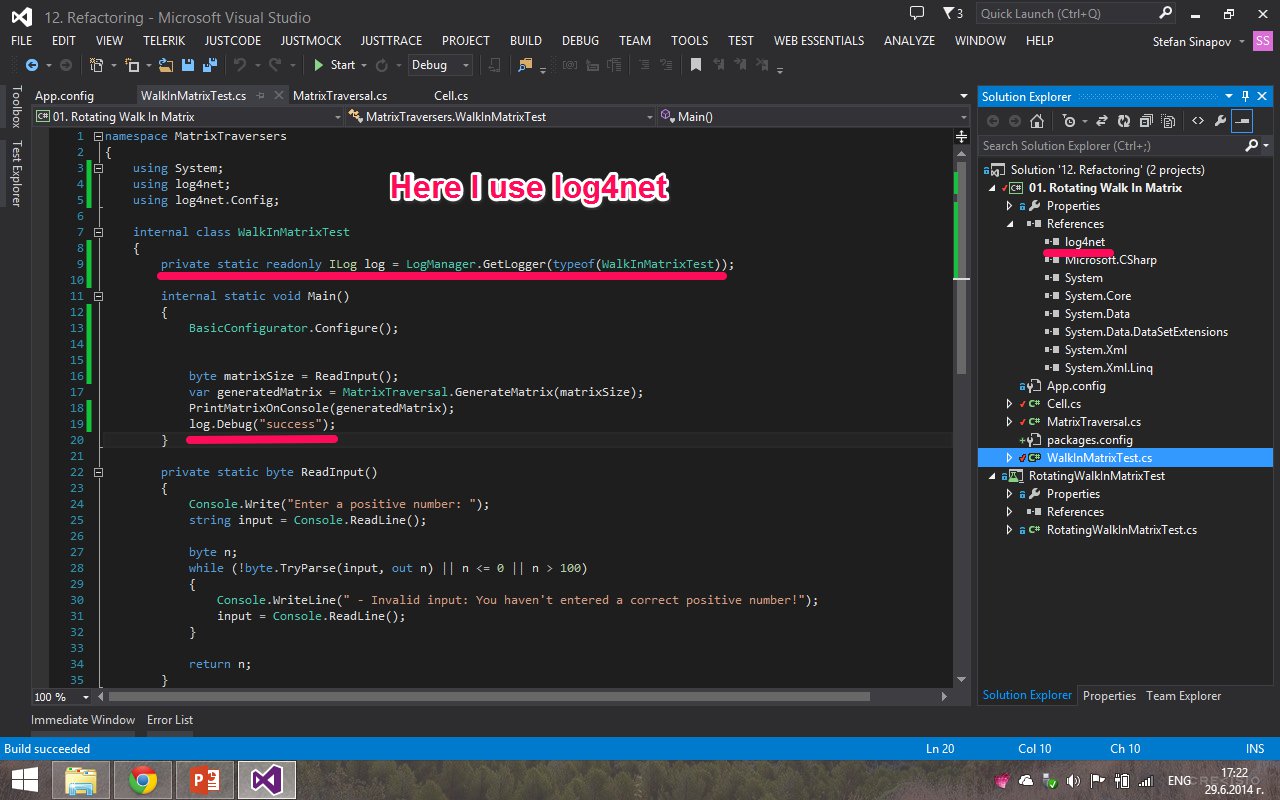 12. Refactoring - Microsoft Visual Studio
3
Quick Launch (Ctrl+Q)
FILE EDIT VIEW TELERIK JUSTCODE JUSTMOCK JUSTTRACE PROJECT BUILD DEBUG TEAM TOOLS TEST WEB ESSENTIALS ANALYZE WINDOW HELP
Stefan Sinapov SS
Start Debug
Toolbox
Test Explorer
App.config WalkInMatrixTest.cs MatrixTraversal.cs Cell.cs
C# 01. Rotating Walk In Matrix MatrixTraversers.WalkInMatrixTest Main()
1 namespace MatrixTraversers
2 {
3 using System;
4 using log4net;
5 using log4net.Config;
Here I use log4net
6
7 internal class WalkInMatrixTest
8 {
9 private static readonly ILog log = LogManager.GetLogger(typeof(WalkInMatrixTest));
10
11 internal static void Main()
12 {
13 BasicConfigurator.Configure();
14
15
16 byte matrixSize = ReadInput();
17 var generatedMatrix = MatrixTraversal.GenerateMatrix(matrixSize);
18 PrintMatrixOnConsole(generatedMatrix);
19 log.Debug("success");
20 }
21
22 private static byte ReadInput()
23 {
24 Console.Write("Enter a positive number: ");
25 string input = Console.ReadLine();
26
27 byte n;
28 while (!byte.TryParse(input, out n) || n <= 0 || n > 100)
29 {
30 Console.WriteLine(" - Invalid input: You haven't entered a correct positive number!");
31 input = Console.ReadLine();
32 }
33
34 return n;
35 }
100 %
Solution Explorer
Search Solution Explorer (Ctrl+;)
Solution '12. Refactoring' (2 projects)
C# 01. Rotating Walk In Matrix
Properties
References
log4net
Microsoft.CSharp
System
System.Core
System.Data
System.Data.DataSetExtensions
System.Xml
System.Xml.Linq
App.config
C# Cell.cs
C# MatrixTraversal.cs
packages.config
C# WalkInMatrixTest.cs
RotatingWalkInMatrixTest
Properties
References
C# RotatingWalkInMatrixTest.cs
Solution Explorer Properties Team Explorer
Immediate Window Error List
Build succeeded Ln 20 Col 10 Ch 10 INS
ENG
17:22
29.6.2014 г.